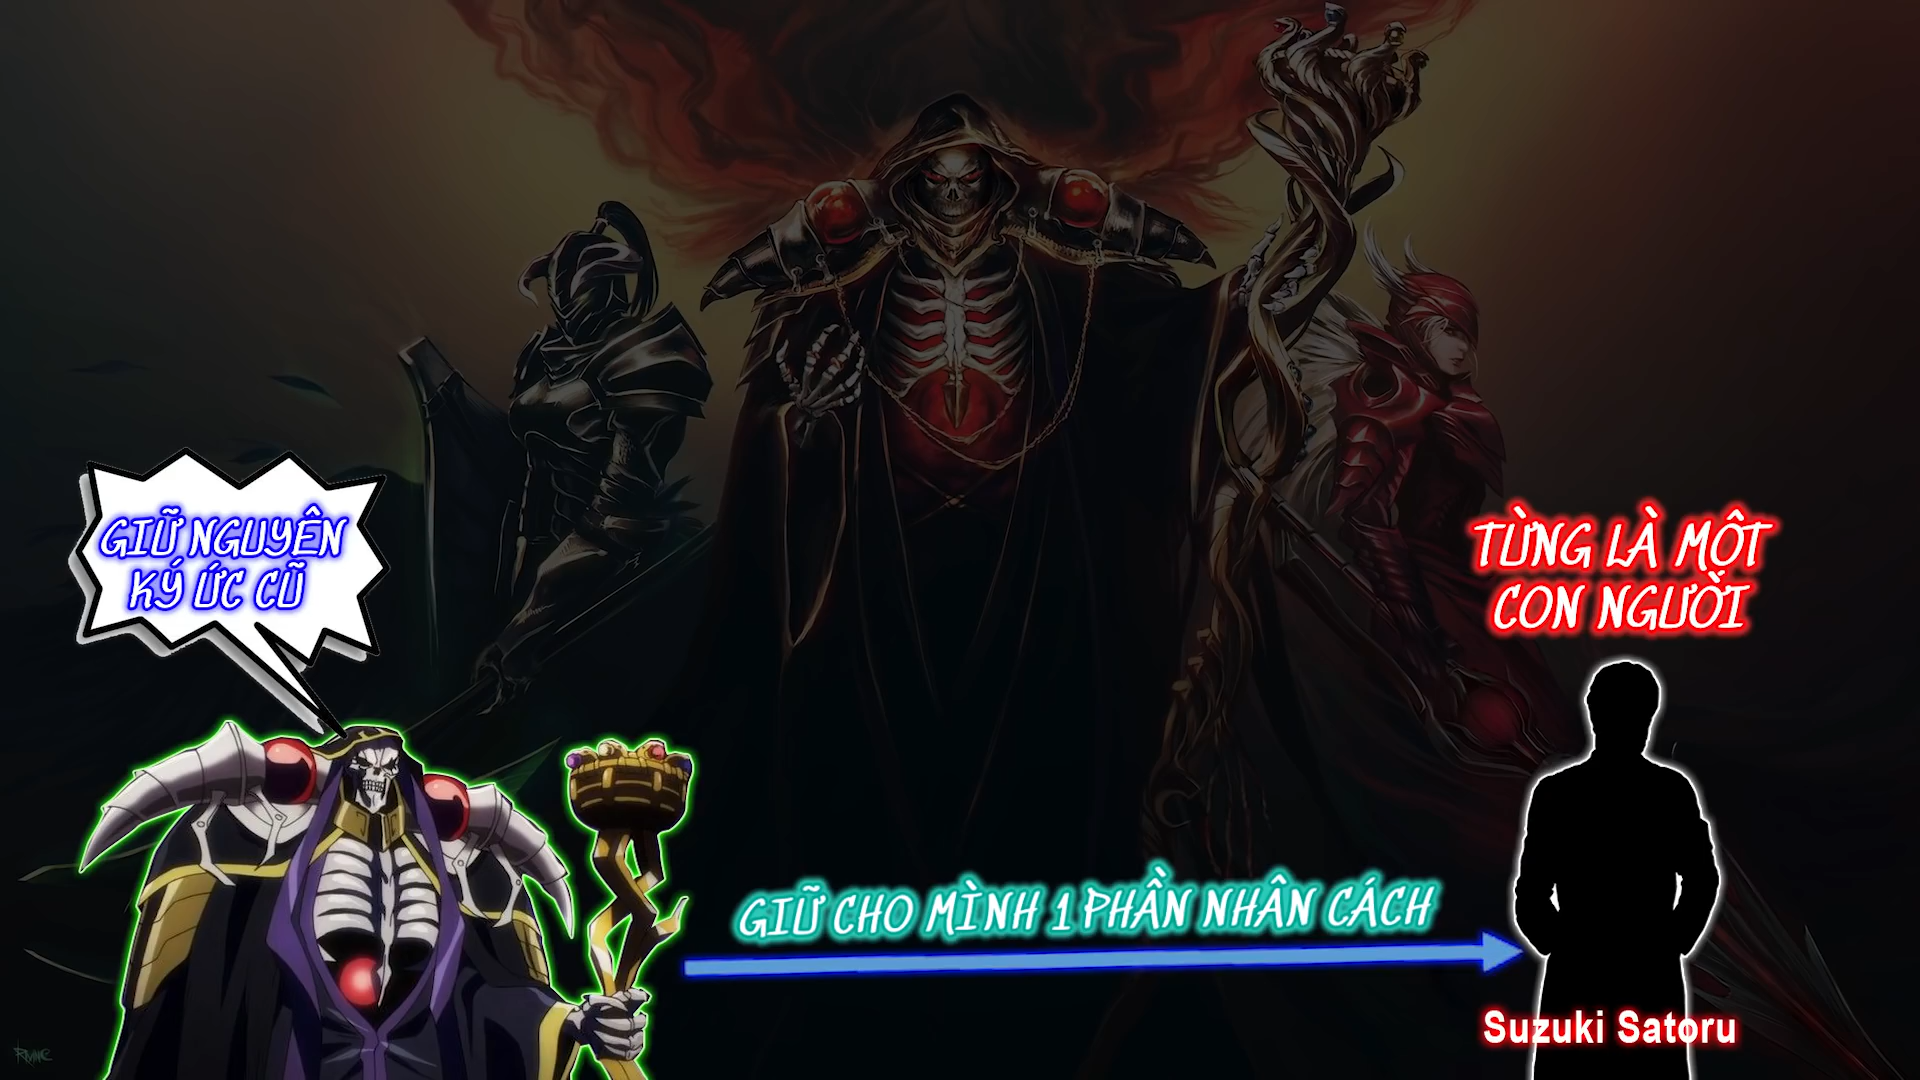 GIỮ NGUYÊN
KÝ ỨC CŨ
TỪNG LÀ MỘT
CON NGƯỜI
GIỮ CHO MÌNH 1 PHẦN NHÂN CÁCH
Suzuki Satoru